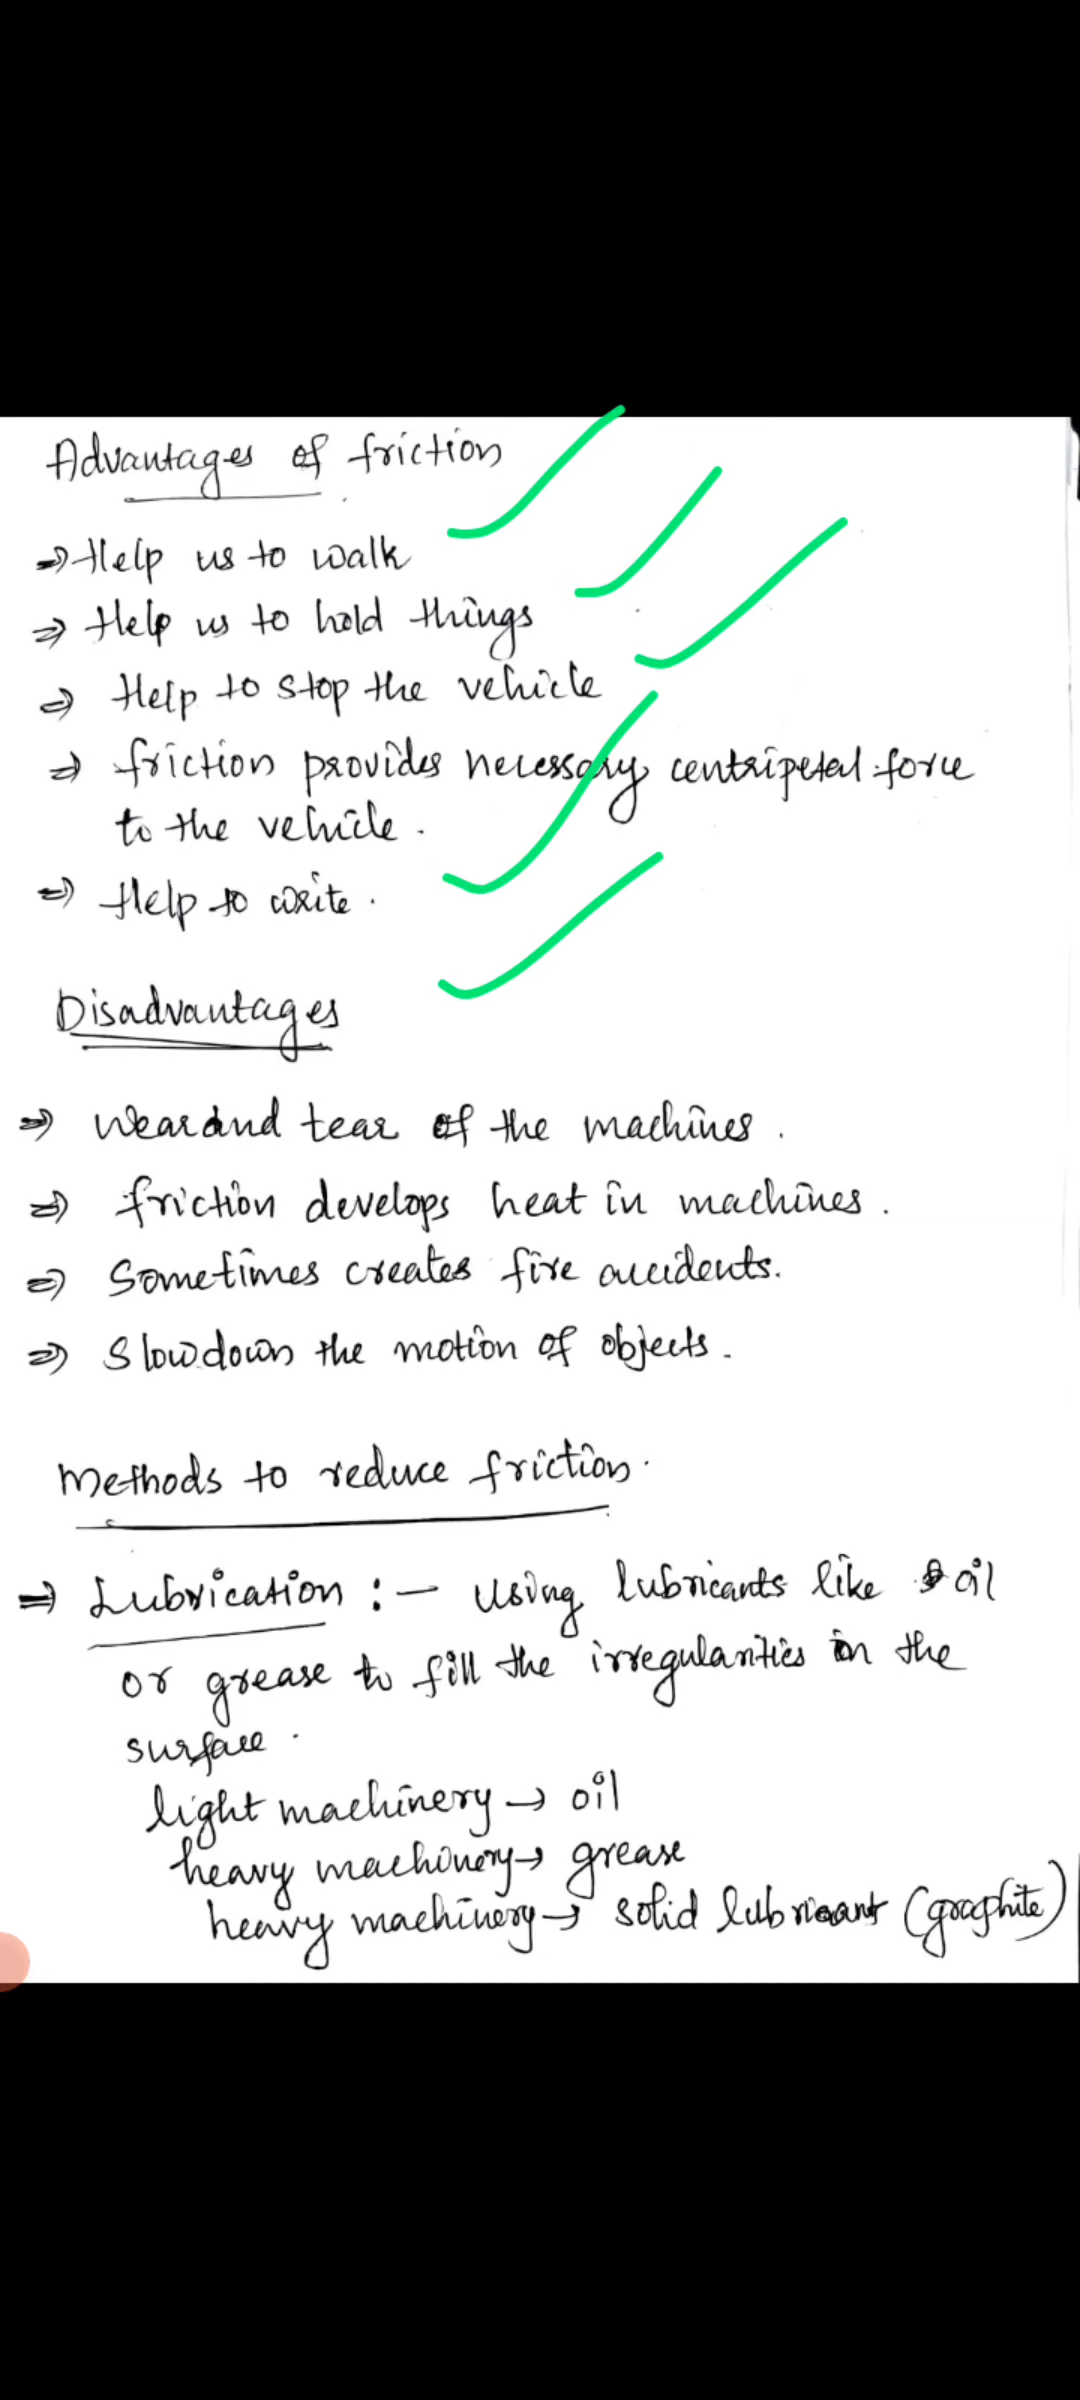 Advantages of friction
⇒ Help us to walk
⇒ Help us to hold things
⇒ Help to stop the vehicle
⇒ friction provides necessary centripetal force
to the vehicle.
⇒ Help to write.
Disadvantages
⇒ Wear and tear of the machines.
⇒ friction develops heat in machines.
⇒ Sometimes creates fire accidents.
⇒ Slowdown the motion of objects.
Methods to reduce friction.
⇒ Lubrication :- Using lubricants like oil
or grease to fill the irregularities in the
surface.
light machinery → oil
heavy machinery → grease
heavy machinery → solid lubricant (graphite)